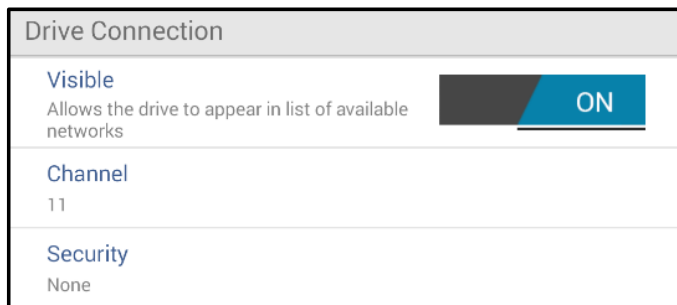 Drive Connection
Visible
Allows the drive to appear in list of available
networks
ON
Channel
11
Security
None